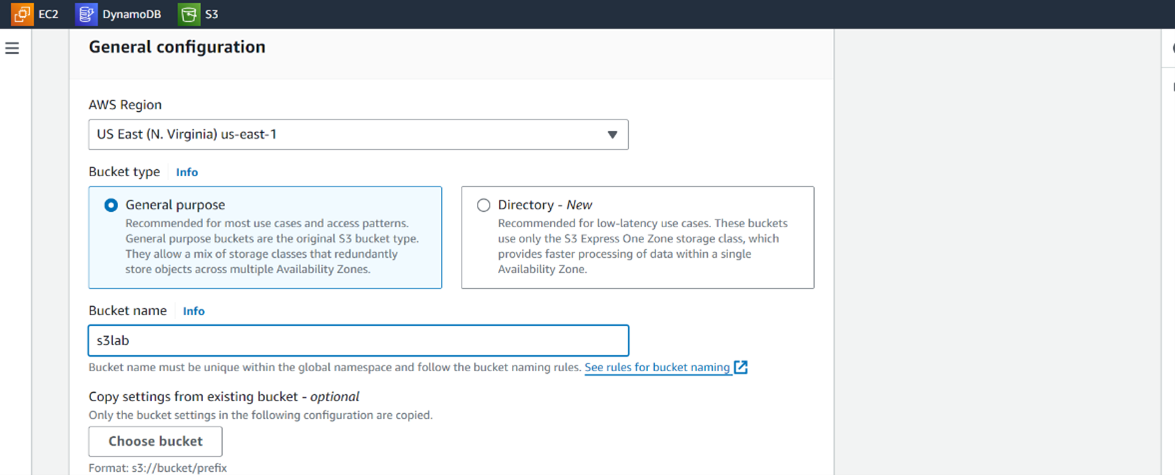 EC2 DynamoDB S3
General configuration
AWS Region
US East (N. Virginia) us-east-1
Bucket type Info
General purpose
Recommended for most use cases and access patterns.
General purpose buckets are the original S3 bucket type.
They allow a mix of storage classes that redundantly
store objects across multiple Availability Zones.
Directory - New
Recommended for low-latency use cases. These buckets
use only the S3 Express One Zone storage class, which
provides faster processing of data within a single
Availability Zone.
Bucket name Info
s3lab
Bucket name must be unique within the global namespace and follow the bucket naming rules. See rules for bucket naming
Copy settings from existing bucket - optional
Only the bucket settings in the following configuration are copied.
Choose bucket
Format: s3://bucket/prefix